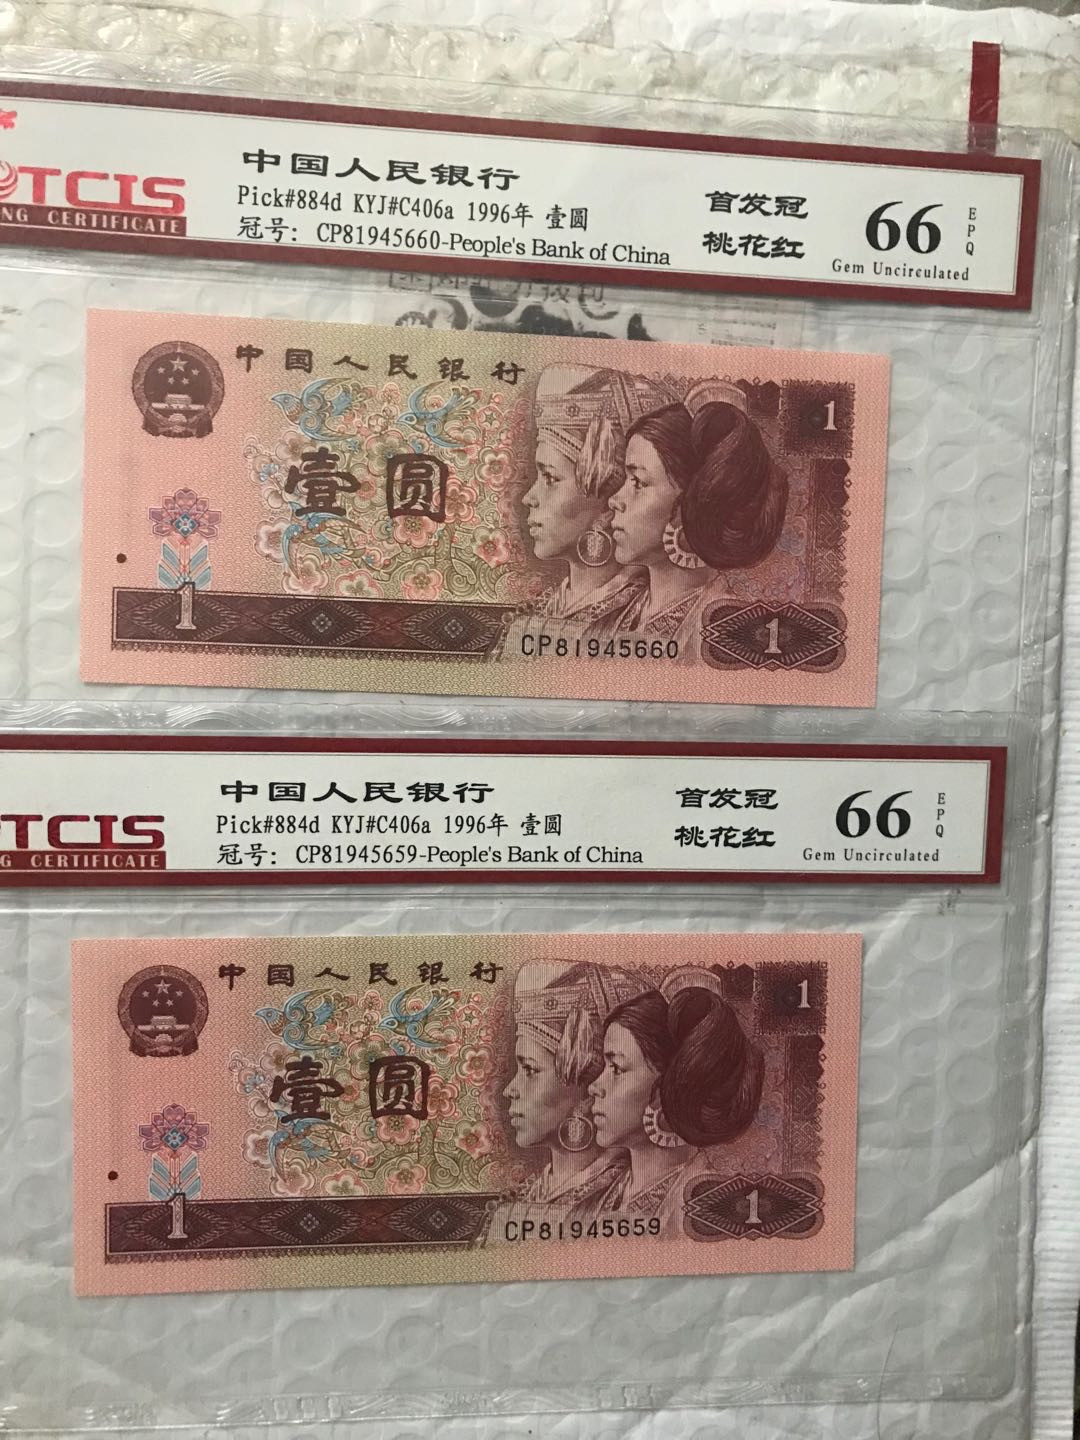 中国人民银行
Pick#884d KYJ#C406a 1996年 壹圆
冠号: CP81945660-People's Bank of China
首发冠
桃花红
66
EPQ
Gem Uncirculated
TCIS
NG CERTIFICATE
中国人民银行
1
壹圆
1
CP81945660
1
中国人民银行
Pick#884d KYJ#C406a 1996年 壹圆
冠号: CP81945659-People's Bank of China
首发冠
桃花红
66
EPQ
Gem Uncirculated
TCIS
G CERTIFICATE
中国人民银行
1
壹圆
1
CP81945659
1